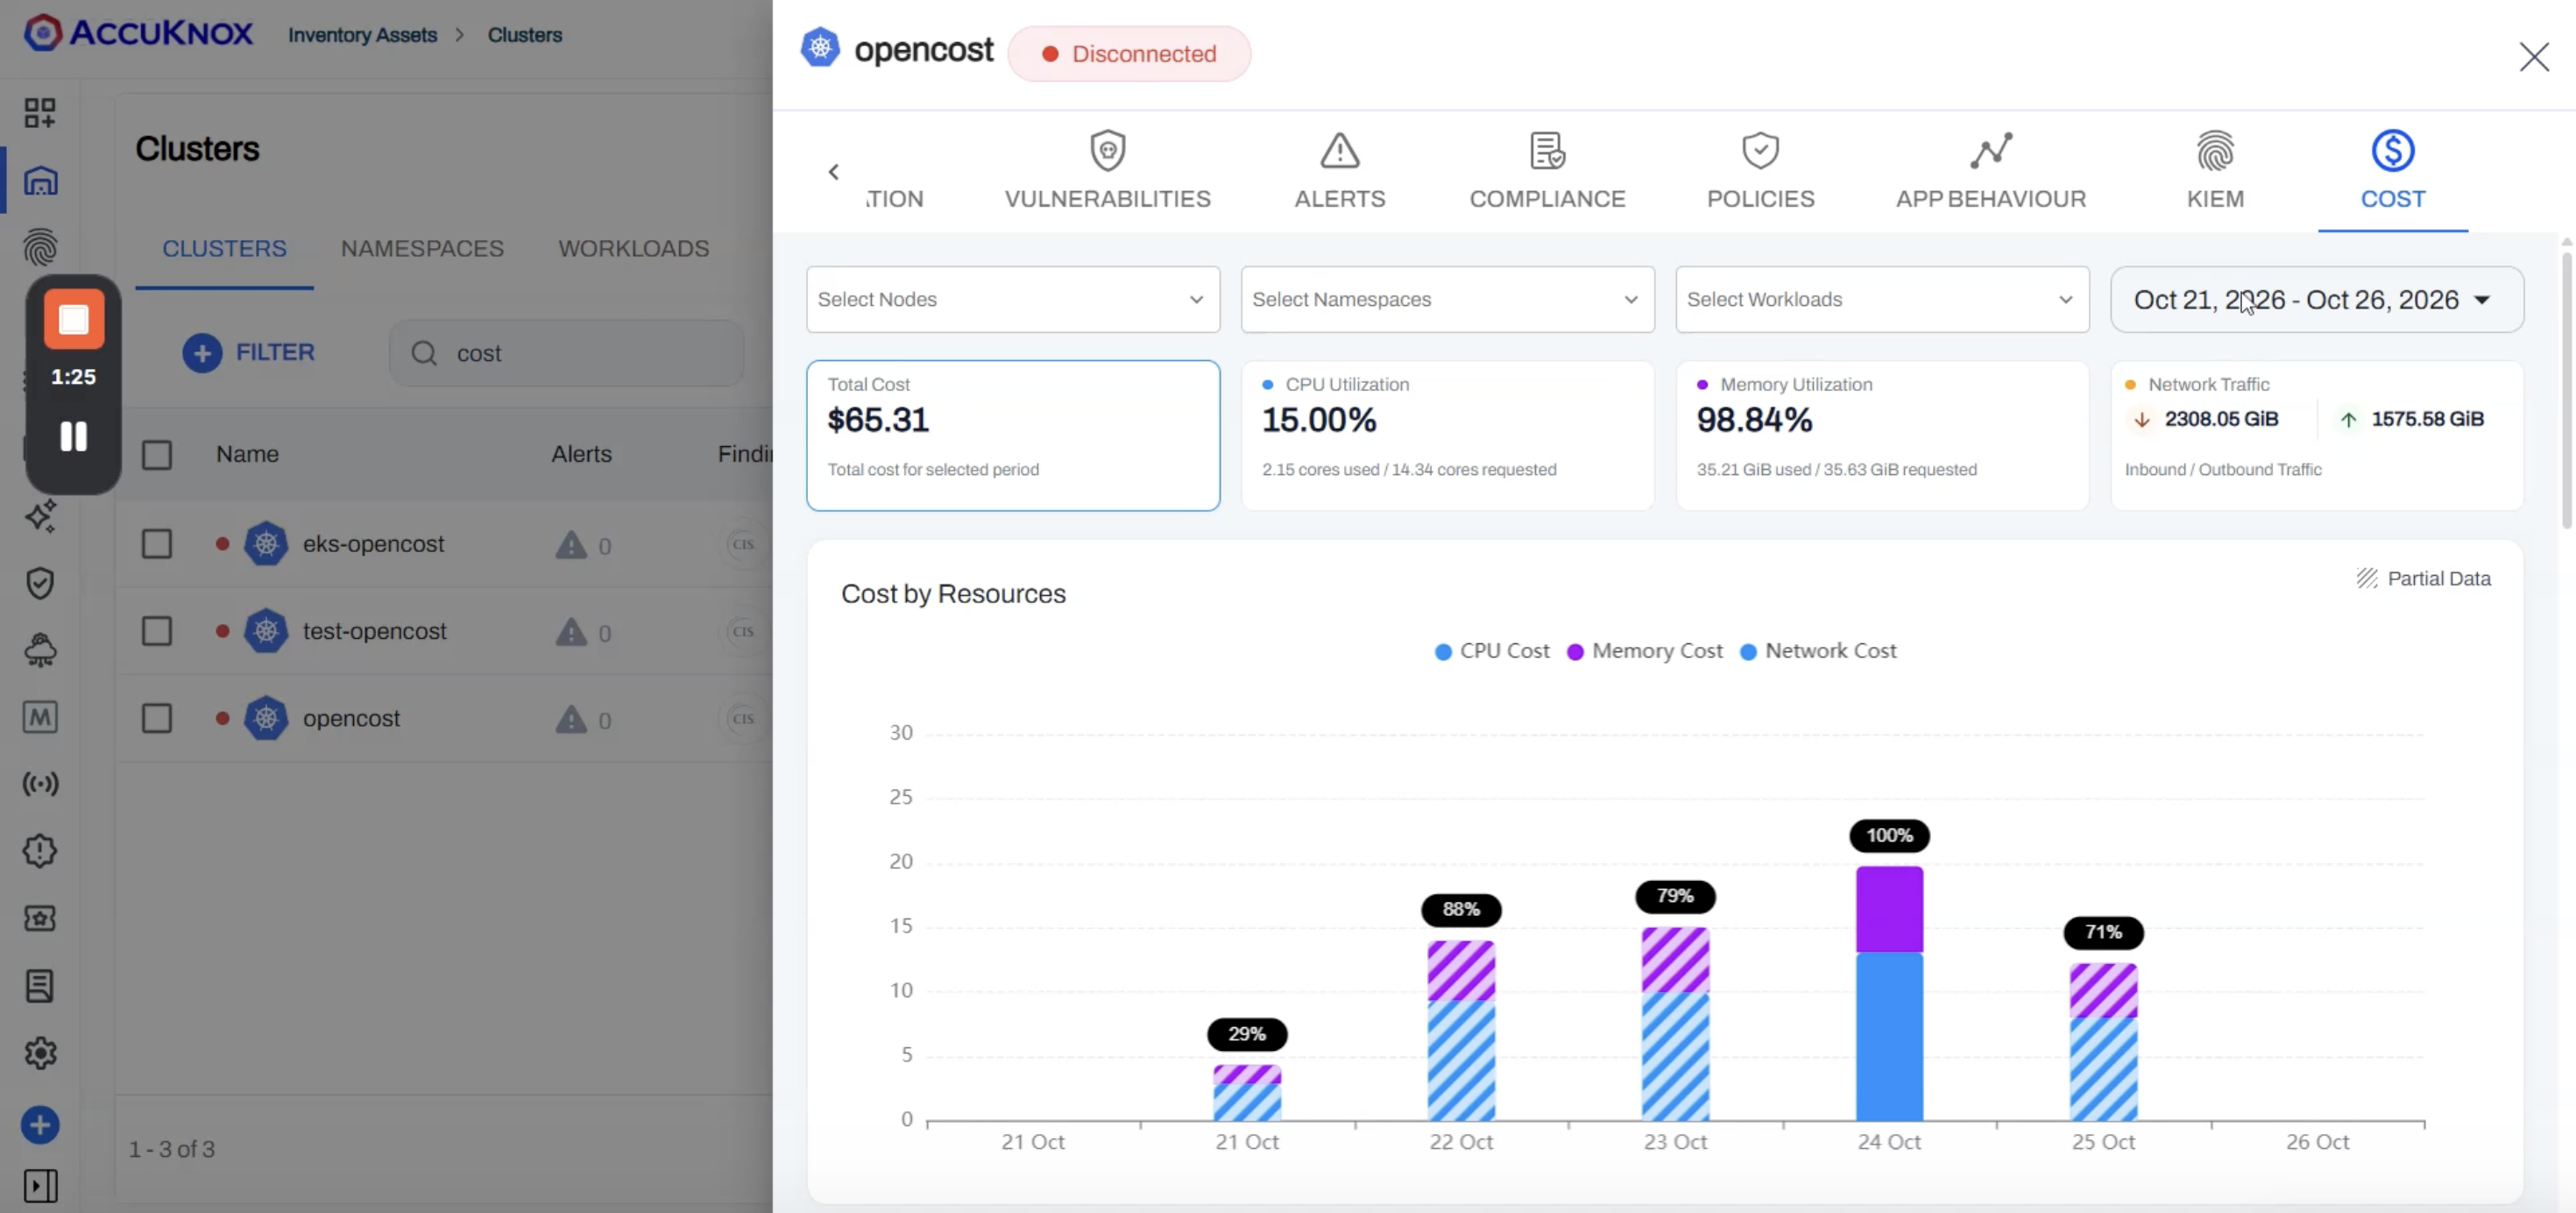 ACCUKNOX
Inventory Assets > Clusters
Clusters
CLUSTERS NAMESPACES WORKLOADS
FILTER
cost
1:25
Name Alerts Findi
eks-opencost 0 CIS
test-opencost 0 CIS
opencost 0 CIS
1 - 3 of 3
opencost Disconnected
ATION VULNERABILITIES ALERTS COMPLIANCE POLICIES APP BEHAVIOUR KIEM COST
Select Nodes Select Namespaces Select Workloads Oct 21, 2026 - Oct 26, 2026
Total Cost
$65.31
Total cost for selected period
CPU Utilization
15.00%
2.15 cores used / 14.34 cores requested
Memory Utilization
98.84%
35.21 GiB used / 35.63 GiB requested
Network Traffic
2308.05 GiB 1575.58 GiB
Inbound / Outbound Traffic
Cost by Resources
Partial Data
CPU Cost Memory Cost Network Cost
30
25
20
15
10
5
0
29%
88%
79%
100%
71%
21 Oct 21 Oct 22 Oct 23 Oct 24 Oct 25 Oct 26 Oct
M